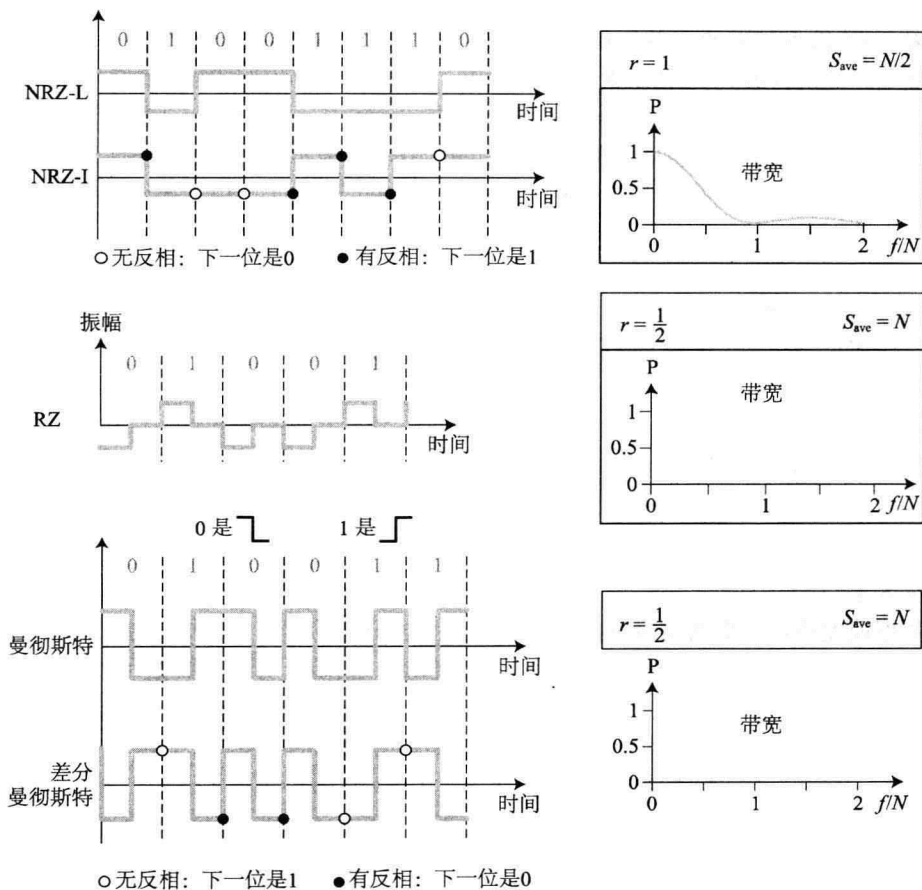 0 1 0 0 1 1 1 0
NRZ-L
时间
NRZ-I
时间
无反相：下一位是0 有反相：下一位是1
r = 1 S_ave = N/2
P
1
带宽
0.5
0
0 1 2 f/N
振幅
0 1 0 0 1
RZ
时间
r = 1/2 S_ave = N
P
带宽
1
0.5
0
0 1 2 f/N
0 是 1 是
0 1 0 0 1 1
曼彻斯特
时间
差分
曼彻斯特
时间
无反相：下一位是1 有反相：下一位是0
r = 1/2 S_ave = N
P
1
带宽
0.5
0
0 1 2 f/N